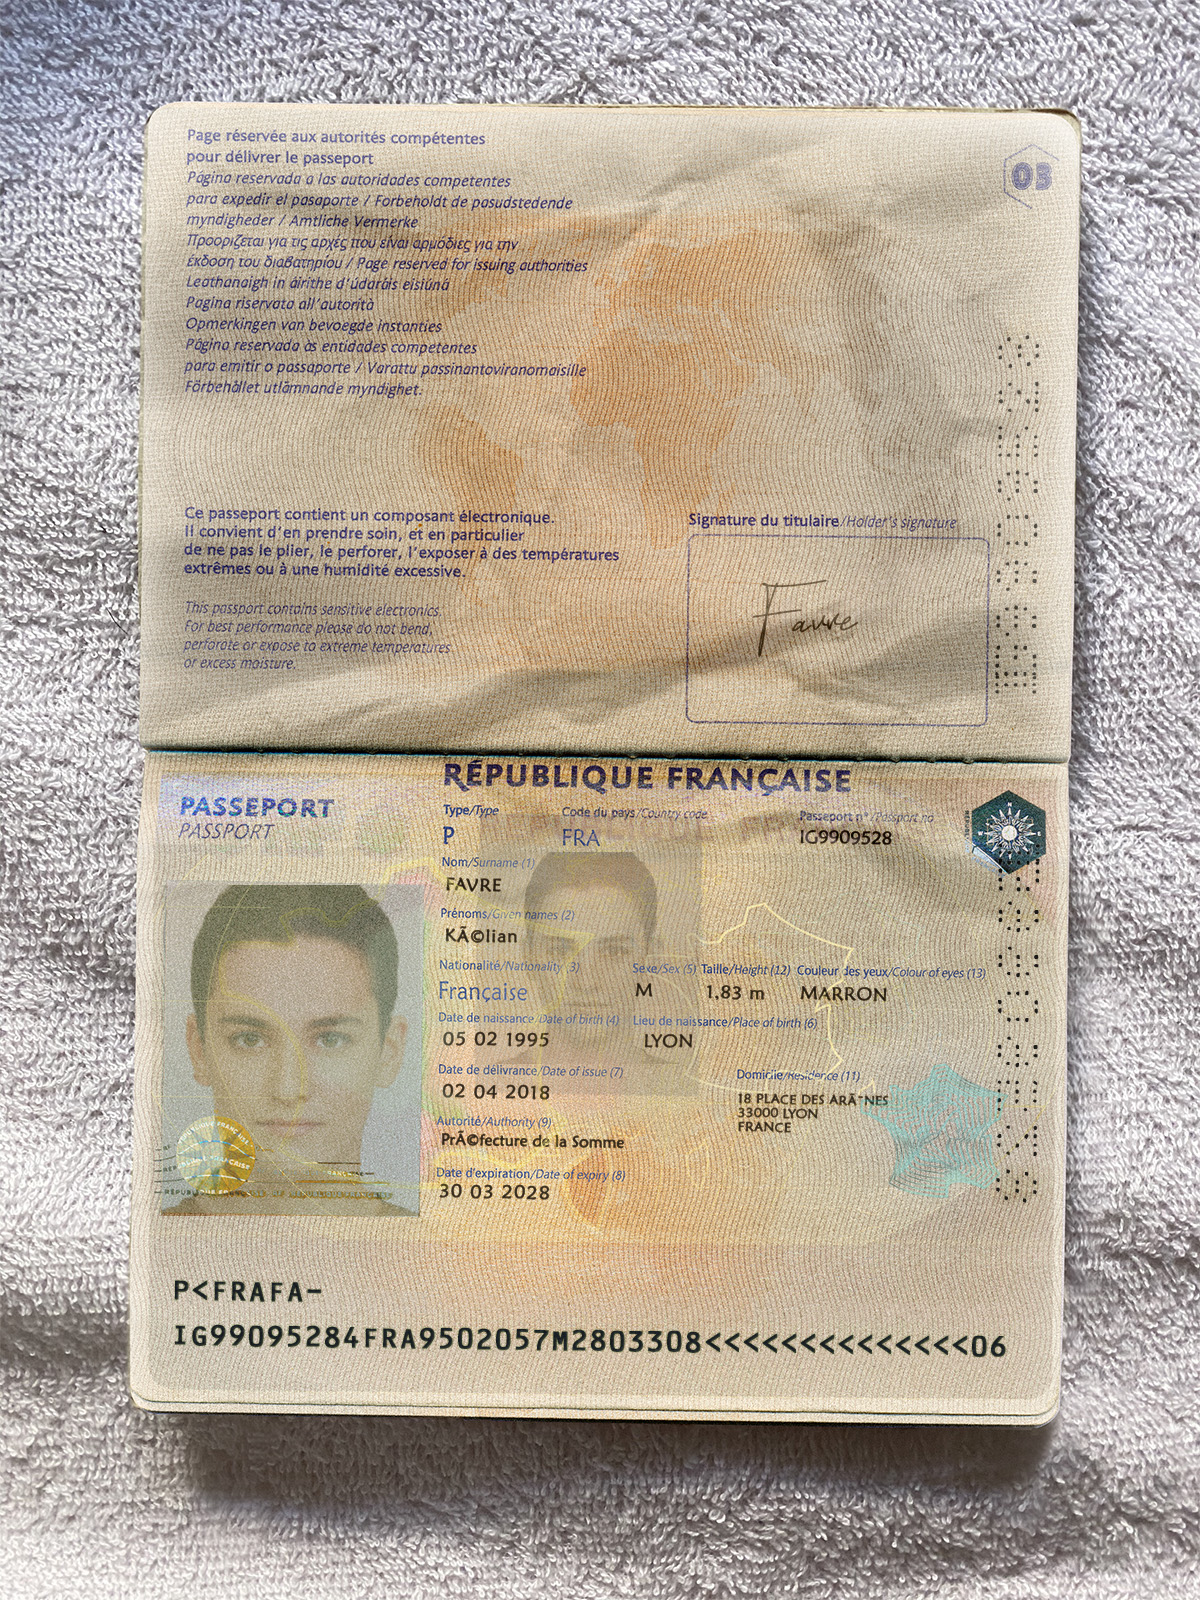 Page réservée aux autorités compétentes
pour délivrer le passeport
Pagina reservada a las autoridades competentes
para expedir el pasaporte / Forbeholdt de pasudstedende
myndigheder / Amtliche Vermerke
Προορίζεται για τις αρχές που είναι αρμόδιες για την
έκδοση του διαβατηρίου / Page reserved for issuing authorities
Leathanaigh in áirithe d'údaráis eisiúna
Pagina riservata all'autorità
Opmerkingen van bevoegde instanties
Página reservada às entidades competentes
para emitir o passaporte / Varattu passinantoviranomaisille
Förbehållet utlämnande myndighet.
03
Ce passeport contient un composant électronique.
Il convient d'en prendre soin, et en particulier
de ne pas le plier, le perforer, l'exposer à des températures
extrêmes ou à une humidité excessive.
This passport contains sensitive electronics.
For best performance please do not bend,
perforate or expose to extreme temperatures
or excess moisture.
Signature du titulaire/Holder's signature
Favre
RÉPUBLIQUE FRANÇAISE
PASSEPORT
PASSPORT
Type/Type Code du pays/Country code Passeport n°/Passport no
P FRA IG9909528
Nom/Surname (1)
FAVRE
Prénoms/Given names (2)
KÃ©lian
Nationalité/Nationality (3) Sexe/Sex (5) Taille/Height (12) Couleur des yeux/Colour of eyes (13)
Française M 1,83 m MARRON
Date de naissance/Date of birth (4) Lieu de naissance/Place of birth (6)
05 02 1995 LYON
Date de délivrance/Date of issue (7) Domicile/Residence (11)
02 04 2018 18 PLACE DES ARÃ¨NES
33000 LYON
FRANCE
Autorité/Authority (9)
PrÃ©fecture de la Somme
Date d'expiration/Date of expiry (8)
30 03 2028
P<FRAFA-
IG99095284FRA9502057M2803308<<<<<<<<<<<<<<06